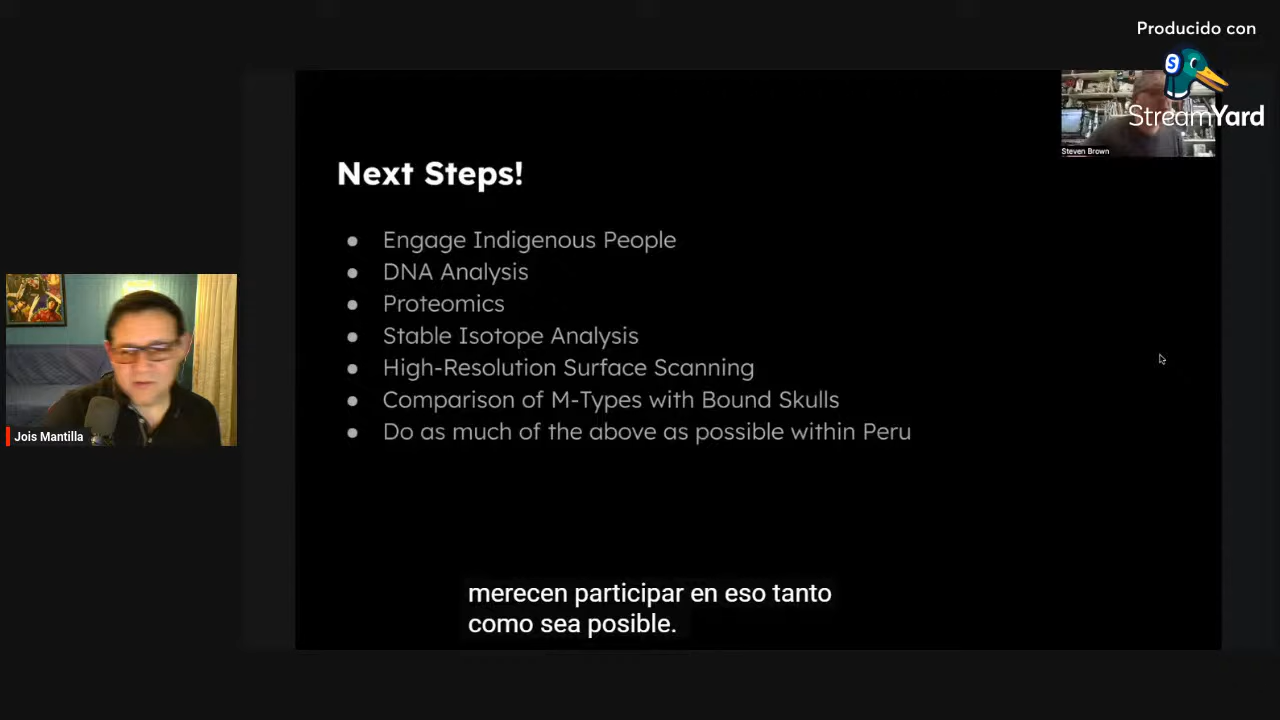 Producido con
StreamYard
Steven Brown
Next Steps!
● Engage Indigenous People
● DNA Analysis
● Proteomics
● Stable Isotope Analysis
● High-Resolution Surface Scanning
● Comparison of M-Types with Bound Skulls
● Do as much of the above as possible within Peru
Jois Mantilla
merecen participar en eso tanto
como sea posible.